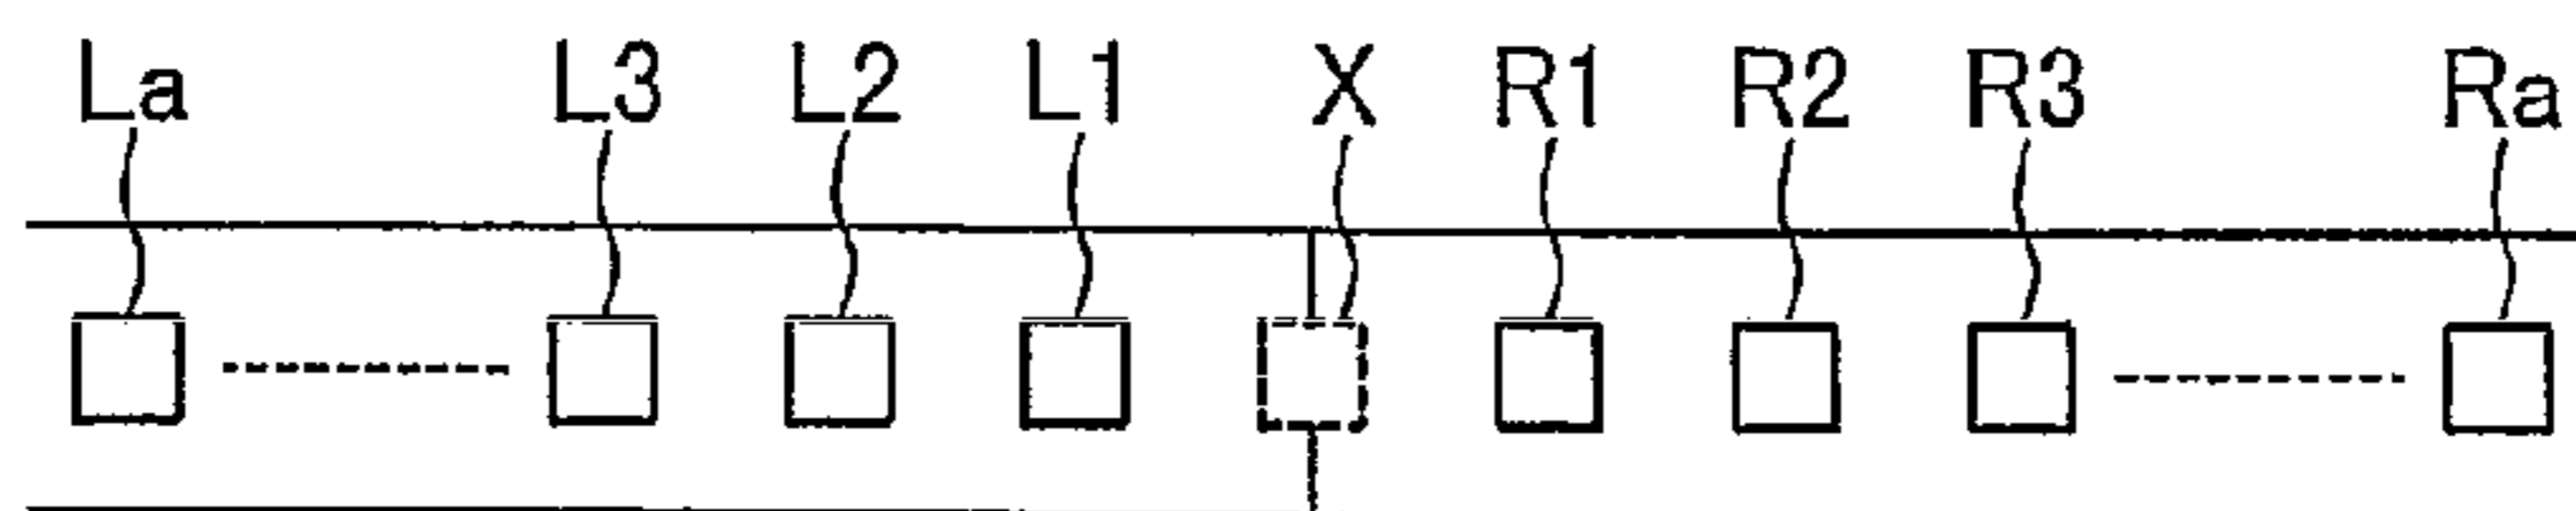 La L3 L2 L1 X R1 R2 R3 Ra